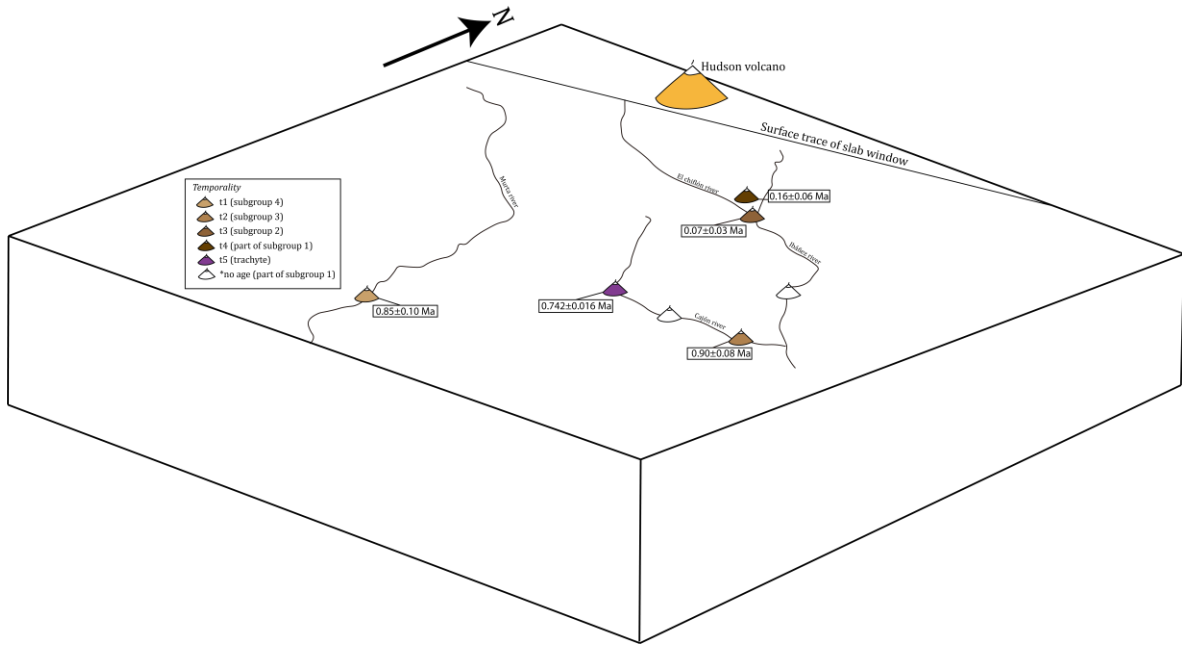 N
Hudson volcano
Surface trace of slab window
Murta river
El chiflón river
0.16±0.06 Ma
0.07±0.03 Ma
Ibáñez river
Temporality
t1 (subgroup 4)
t2 (subgroup 3)
t3 (subgroup 2)
t4 (part of subgroup 1)
t5 (trachyte)
*no age (part of subgroup 1)
0.85±0.10 Ma
0.742±0.016 Ma
Cajón river
0.90±0.08 Ma